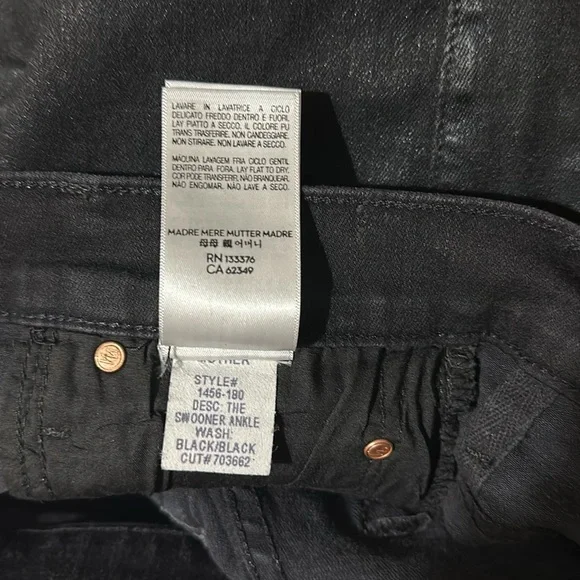 LAVARE IN LAVATRICE A CICLO
DELICATO FREDDO DENTRO E FUORI.
LAY PIATTO A SECCO, IL COLORE PU
TRANS TRASFERIRE. NON CANDEGGIARE.
NON STIRARE. NON LAVARE A SECCO.
MAQUINA LAVAGEM FRIA CICLO GENTIL
DENTRO PARA FORA. LAY FLAT TO DRY,
COR PODE TRANSFERIR. NÃO BRANQUEAR,
NÃO ENGOMAR. NÃO LAVE A SECO.
MADRE MERE MUTTER MADRE
母母 親 어머니
RN 133376
CA 62349
MOTHER
STYLE#
1456-180
DESC: THE
SWOONER ANKLE
WASH:
BLACK/BLACK
CUT# 703662